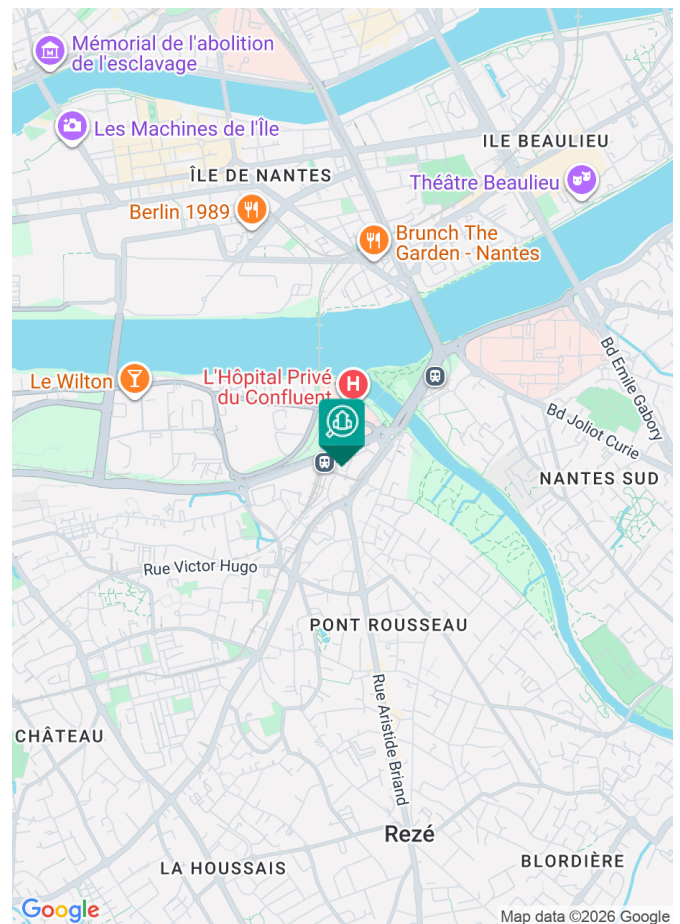 Mémorial de l'abolition
de l'esclavage
Les Machines de l'Île
ILE BEAULIEU
ÎLE DE NANTES
Théâtre Beaulieu
Berlin 1989
Brunch The
Garden - Nantes
Bd Emile Gabory
L'Hôpital Privé
du Confluent
H
Le Wilton
Bd Joliot Curie
NANTES SUD
Rue Victor Hugo
PONT ROUSSEAU
Rue Aristide Briand
CHÂTEAU
Rezé
LA HOUSSAIS
BLORDIÈRE
Google
Map data ©2026 Google